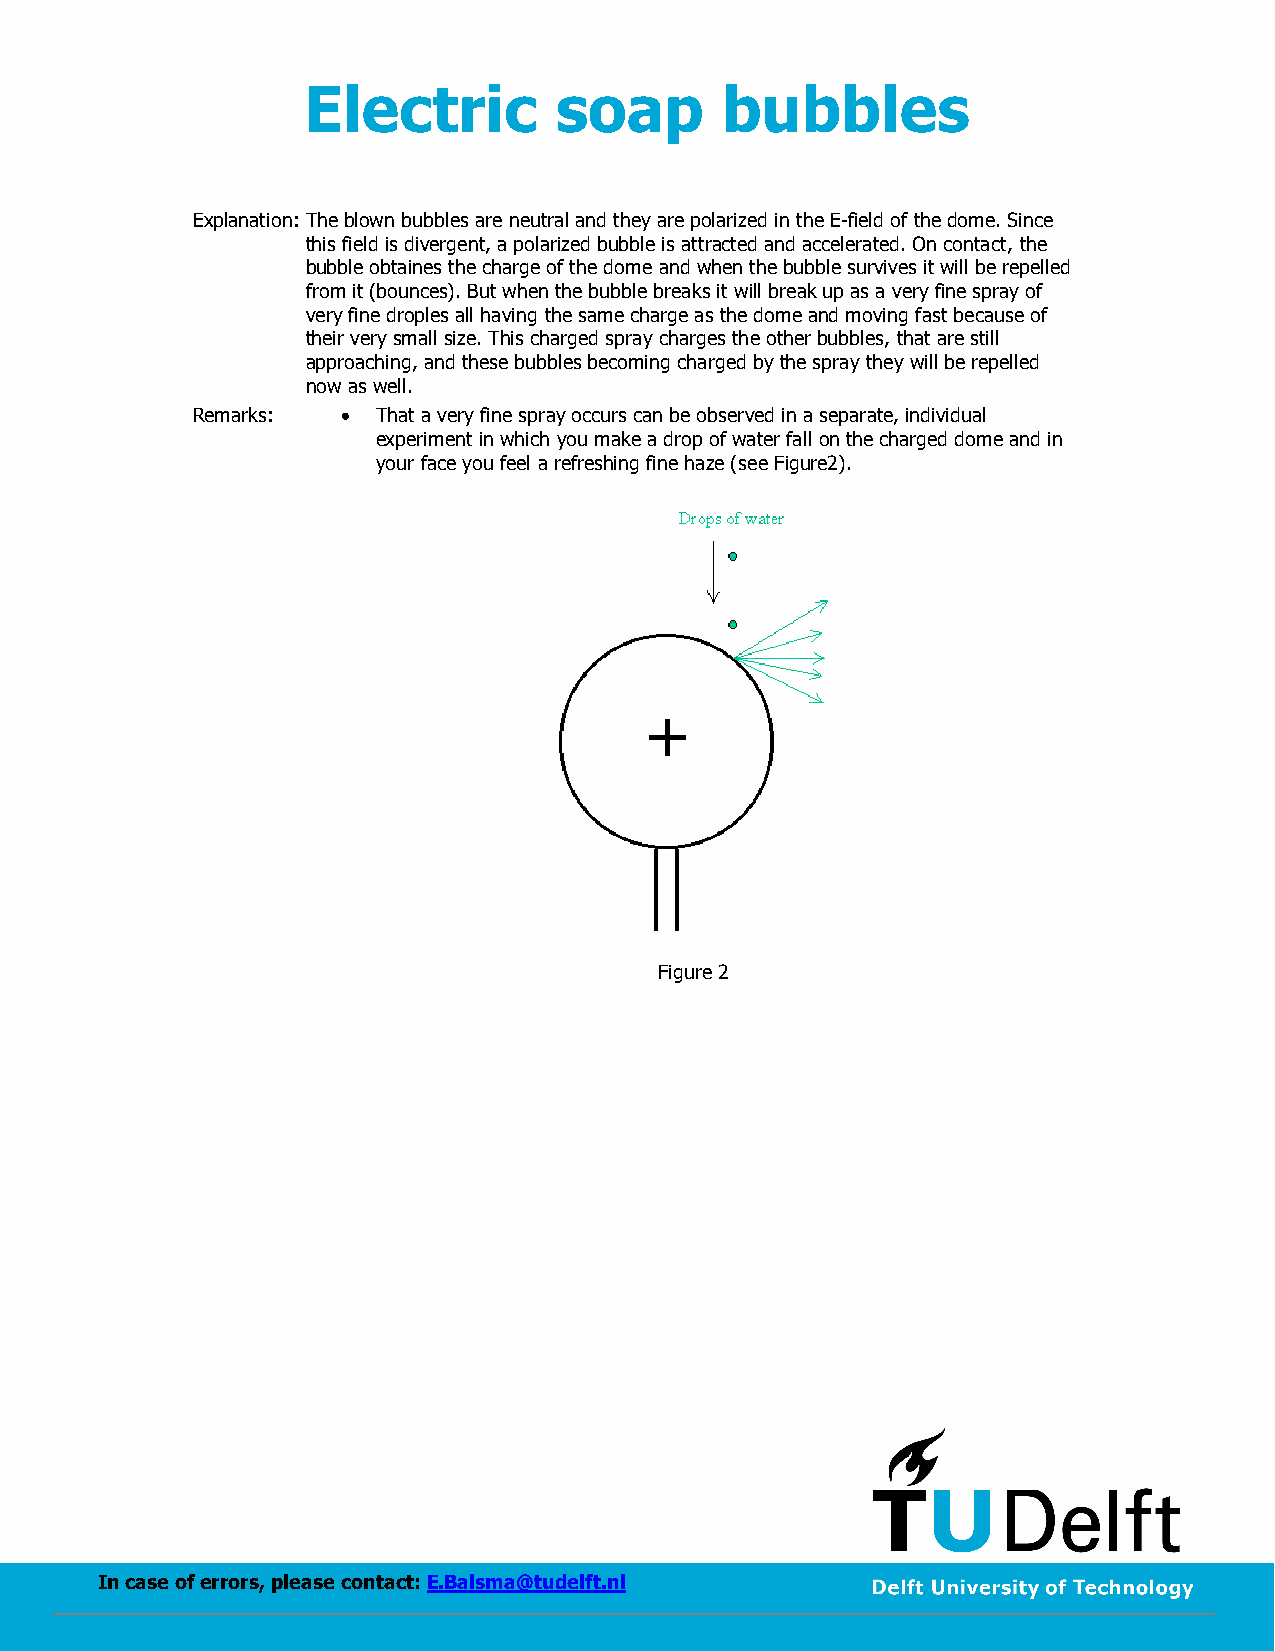 Electric soap bubbles
Explanation: The blown bubbles are neutral and they are polarized in the E-field of the dome. Since
this field is divergent, a polarized bubble is attracted and accelerated. On contact, the
bubble obtaines the charge of the dome and when the bubble survives it will be repelled
from it (bounces). But when the bubble breaks it will break up as a very fine spray of
very fine droples all having the same charge as the dome and moving fast because of
their very small size. This charged spray charges the other bubbles, that are still
approaching, and these bubbles becoming charged by the spray they will be repelled
now as well.
Remarks: • That a very fine spray occurs can be observed in a separate, individual
experiment in which you make a drop of water fall on the charged dome and in
your face you feel a refreshing fine haze (see Figure2).
Drops of water
+
Figure 2
TUDelft
In case of errors, please contact: E.Balsma@tudelft.nl
Delft University of Technology